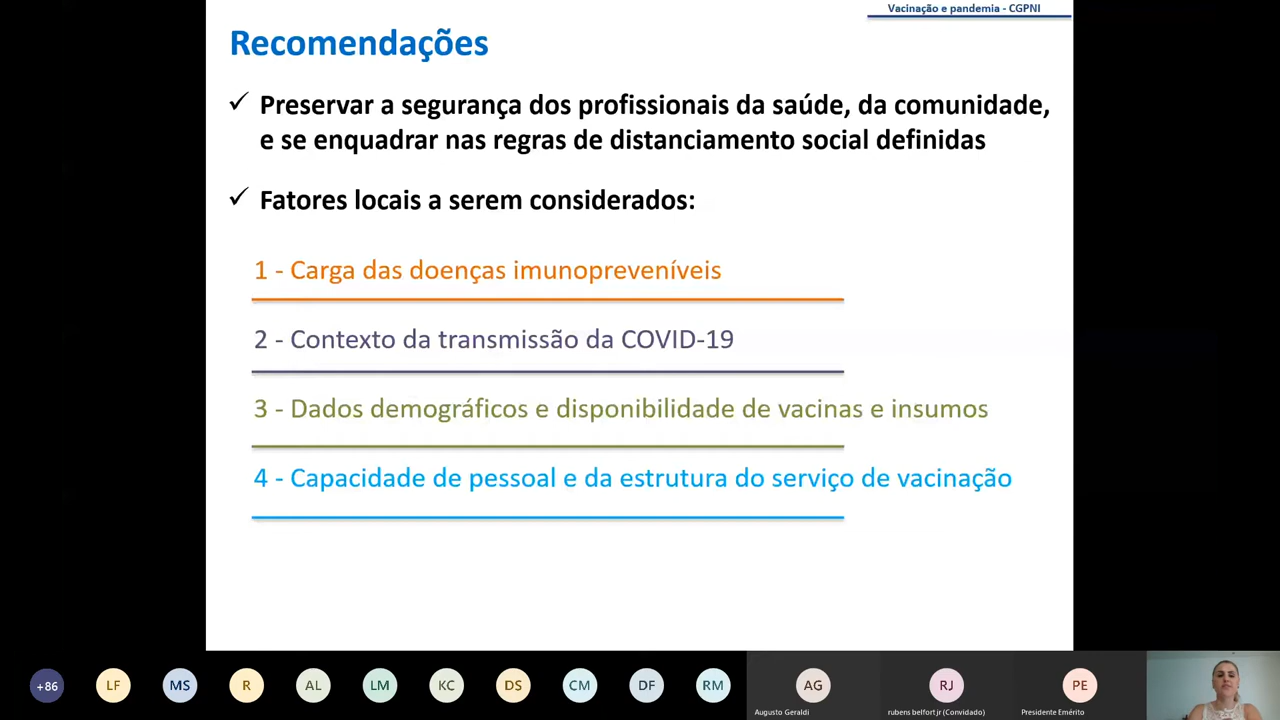 Vacinação e pandemia - CGPNI
Recomendações
✓ Preservar a segurança dos profissionais da saúde, da comunidade,
e se enquadrar nas regras de distanciamento social definidas
✓ Fatores locais a serem considerados:
1 - Carga das doenças imunopreveníveis
2 - Contexto da transmissão da COVID-19
3 - Dados demográficos e disponibilidade de vacinas e insumos
4 - Capacidade de pessoal e da estrutura do serviço de vacinação
+86 LF MS R AL LM KC DS CM DF RM AG RJ PE
Augusto Geraldi rubens belfort jr (Convidado) Presidente Emérito